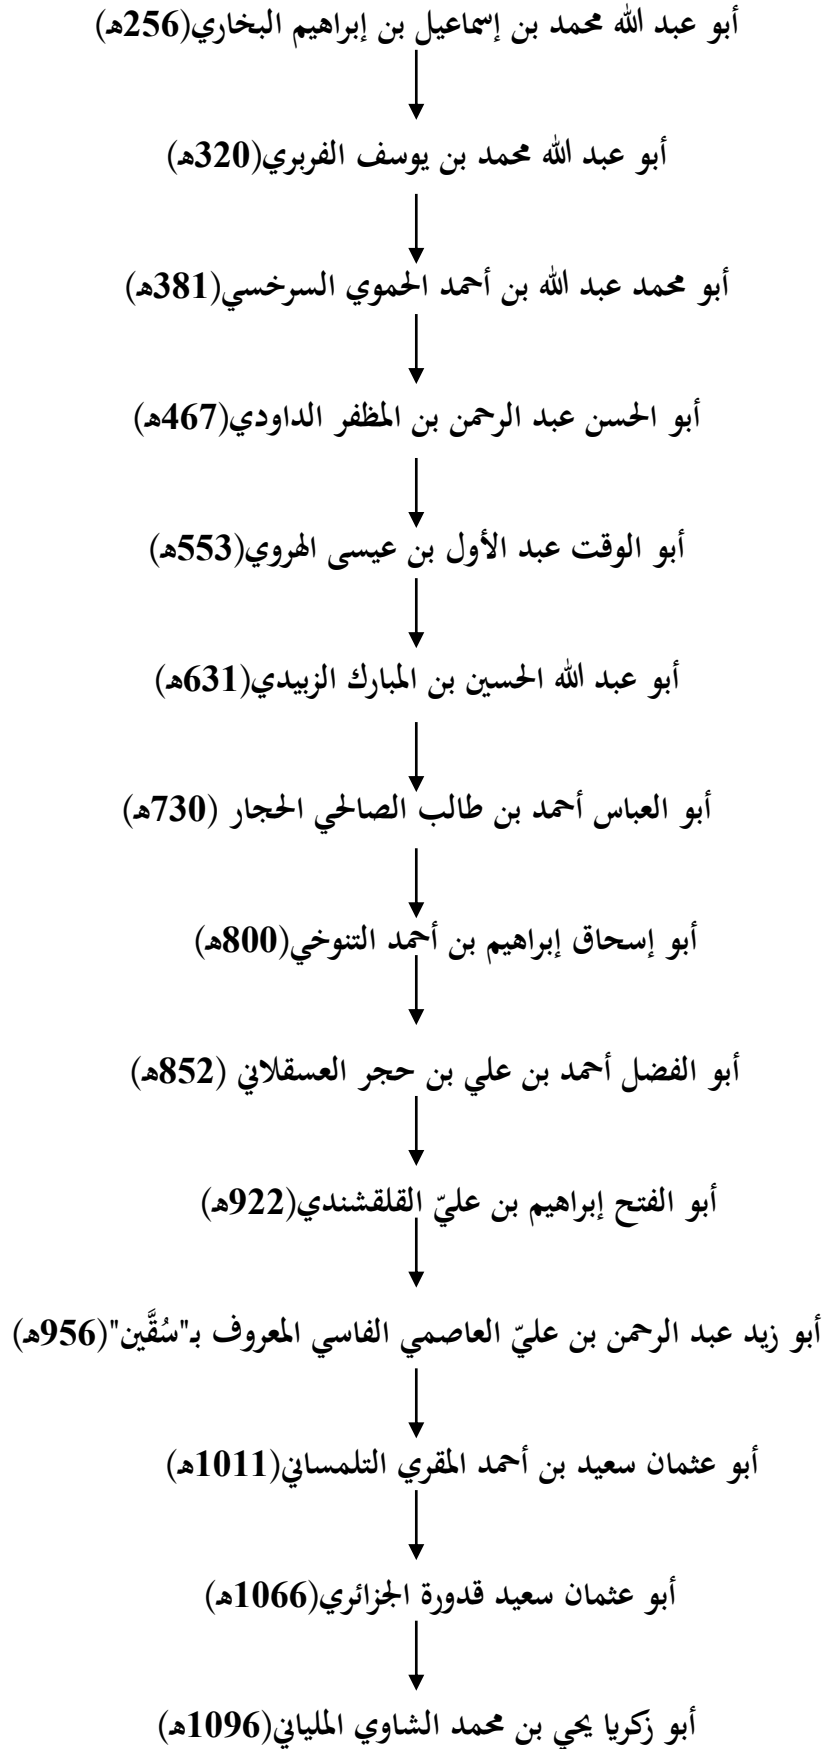 أبو عبد الله محمد بن إسماعيل بن إبراهيم البخاري(256هـ)
أبو عبد الله محمد بن يوسف الفربري(320هـ)
أبو محمد عبد الله بن أحمد الحموي السرخسي(381هـ)
أبو الحسن عبد الرحمن بن المظفر الداودي(467هـ)
أبو الوقت عبد الأول بن عيسى الهروي(553هـ)
أبو عبد الله الحسين بن المبارك الزبيدي(631هـ)
أبو العباس أحمد بن طالب الصالحي الحجار (730هـ)
أبو إسحاق إبراهيم بن أحمد التنوخي(800هـ)
أبو الفضل أحمد بن علي بن حجر العسقلاني (852هـ)
أبو الفتح إبراهيم بن عليّ القلقشندي(922هـ)
أبو زيد عبد الرحمن بن عليّ العاصمي الفاسي المعروف بـ"سُقَّين"(956هـ)
أبو عثمان سعيد بن أحمد المقري التلمساني(1011هـ)
أبو عثمان سعيد قدورة الجزائري(1066هـ)
أبو زكريا يحي بن محمد الشاوي الملياني(1096هـ)